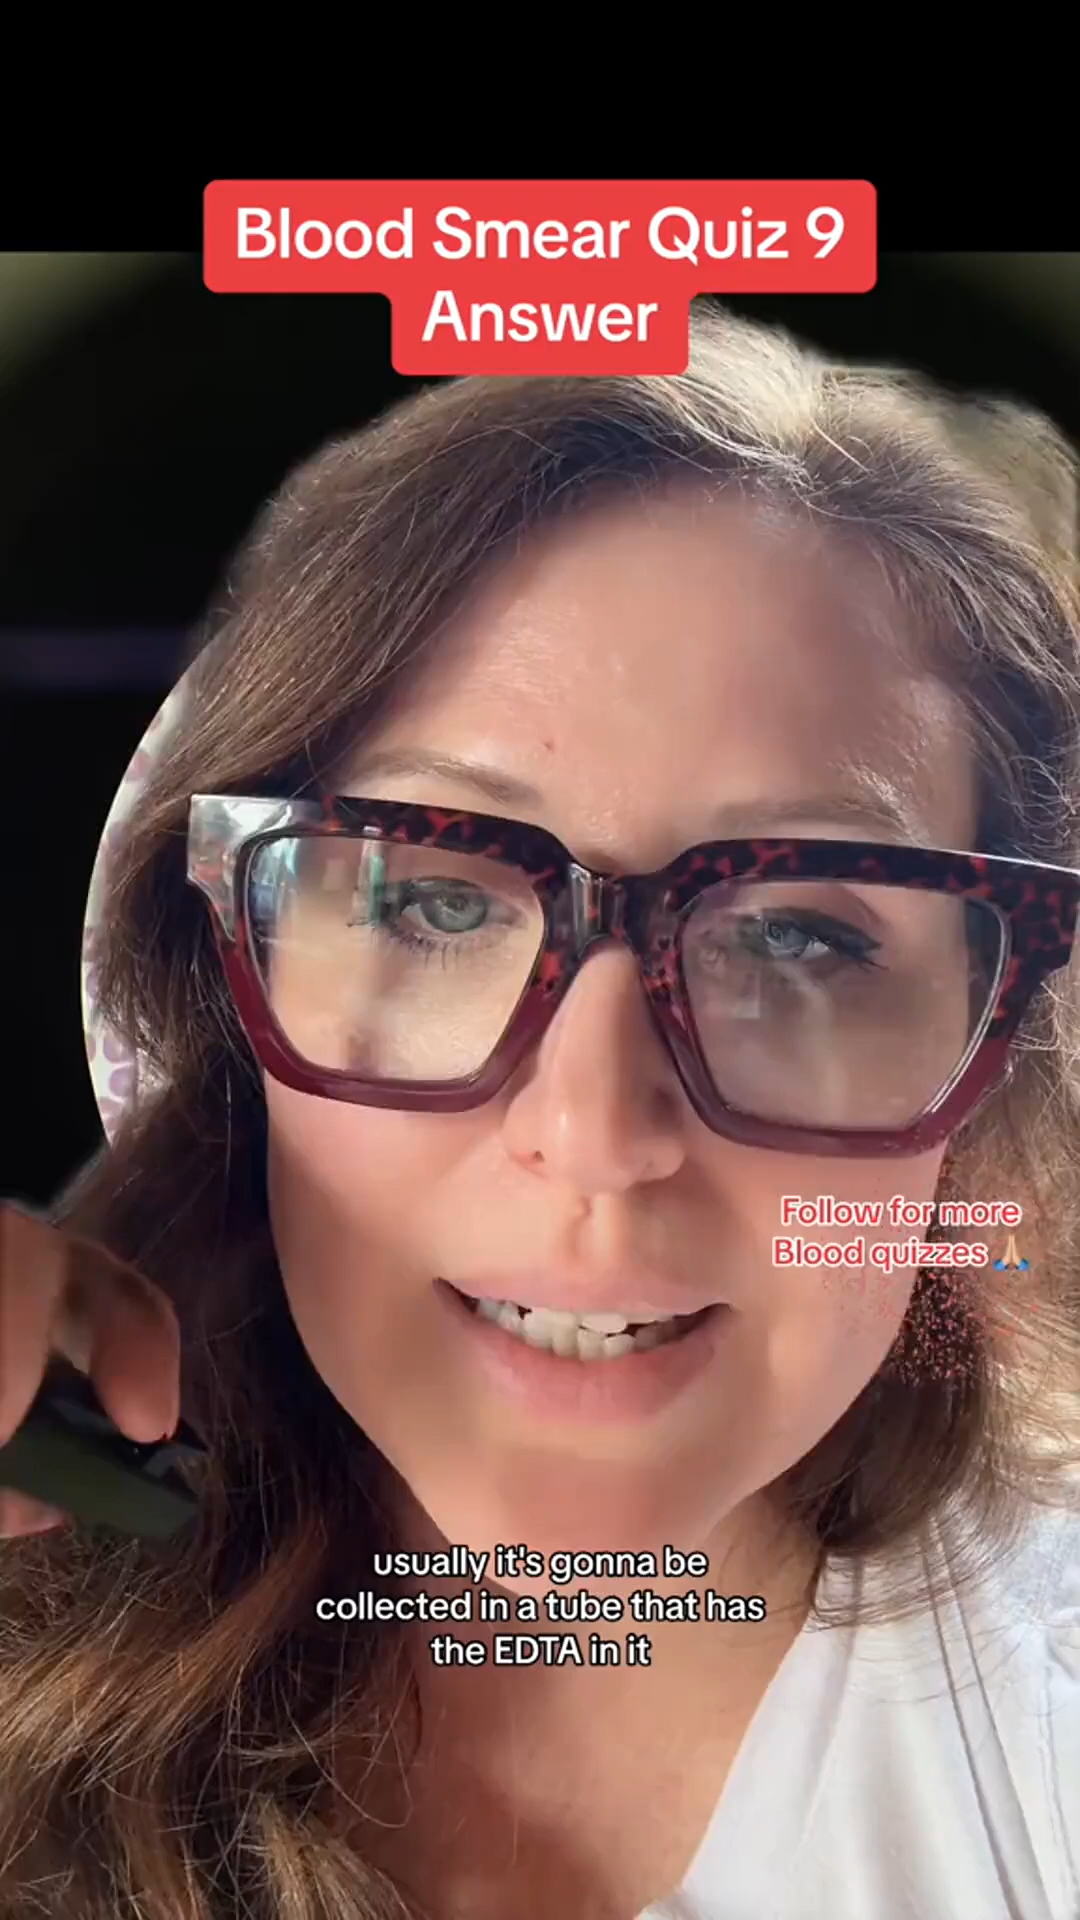 Blood Smear Quiz 9
Answer
Follow for more
Blood quizzes🙏🏼
usually it's gonna be
collected in a tube that has
the EDTA in it